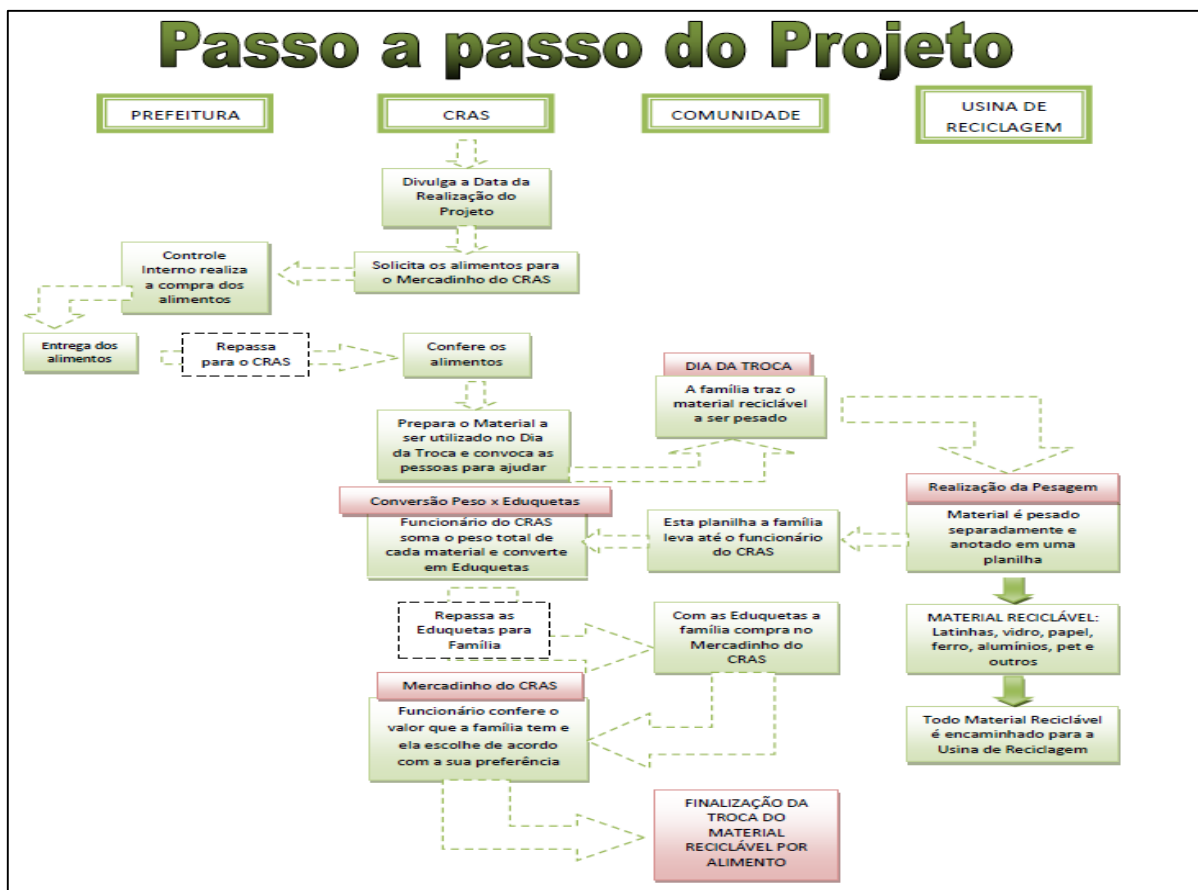 Passo a passo do Projeto
PREFEITURA
CRAS
COMUNIDADE
USINA DE
RECICLAGEM
Divulga a Data da
Realização do
Projeto
Controle
Interno realiza
a compra dos
alimentos
Solicita os alimentos para
o Mercadinho do CRAS
Entrega dos
alimentos
Repassa
para o CRAS
Confere os
alimentos
DIA DA TROCA
A família traz o
material reciclável
a ser pesado
Prepara o Material a
ser utilizado no Dia
da Troca e convoca as
pessoas para ajudar
Realização da Pesagem
Material é pesado
separadamente e
anotado em uma
planilha
Conversão Peso x Eduquetas
Funcionário do CRAS
soma o peso total de
cada material e converte
em Eduquetas
Esta planilha a família
leva até o funcionário
do CRAS
Repassa as
Eduquetas para
Família
Com as Eduquetas a
família compra no
Mercadinho do
CRAS
MATERIAL RECICLÁVEL:
Latinhas, vidro, papel,
ferro, alumínios, pet e
outros
Mercadinho do CRAS
Funcionário confere o
valor que a família tem e
ela escolhe de acordo
com a sua preferência
Todo Material Reciclável
é encaminhado para a
Usina de Reciclagem
FINALIZAÇÃO DA
TROCA DO
MATERIAL
RECICLÁVEL POR
ALIMENTO